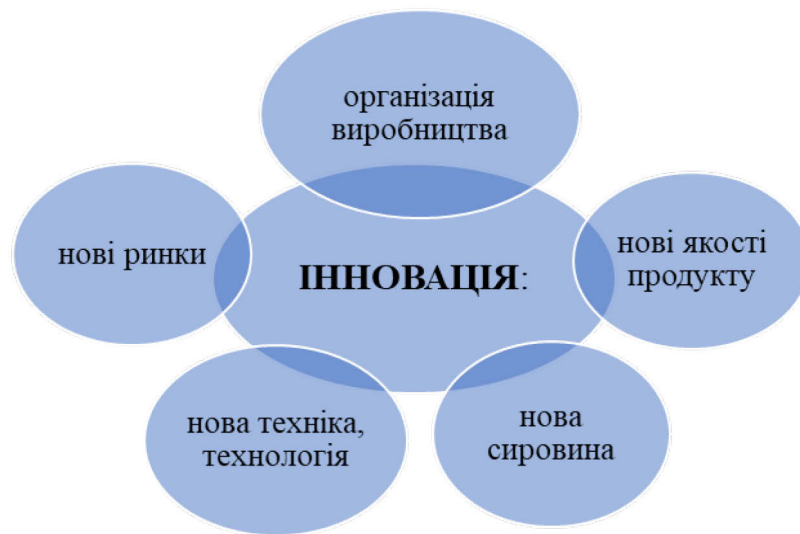 організація
виробництва
нові ринки
ІННОВАЦІЯ:
нові якості
продукту
нова техніка,
технологія
нова
сировина